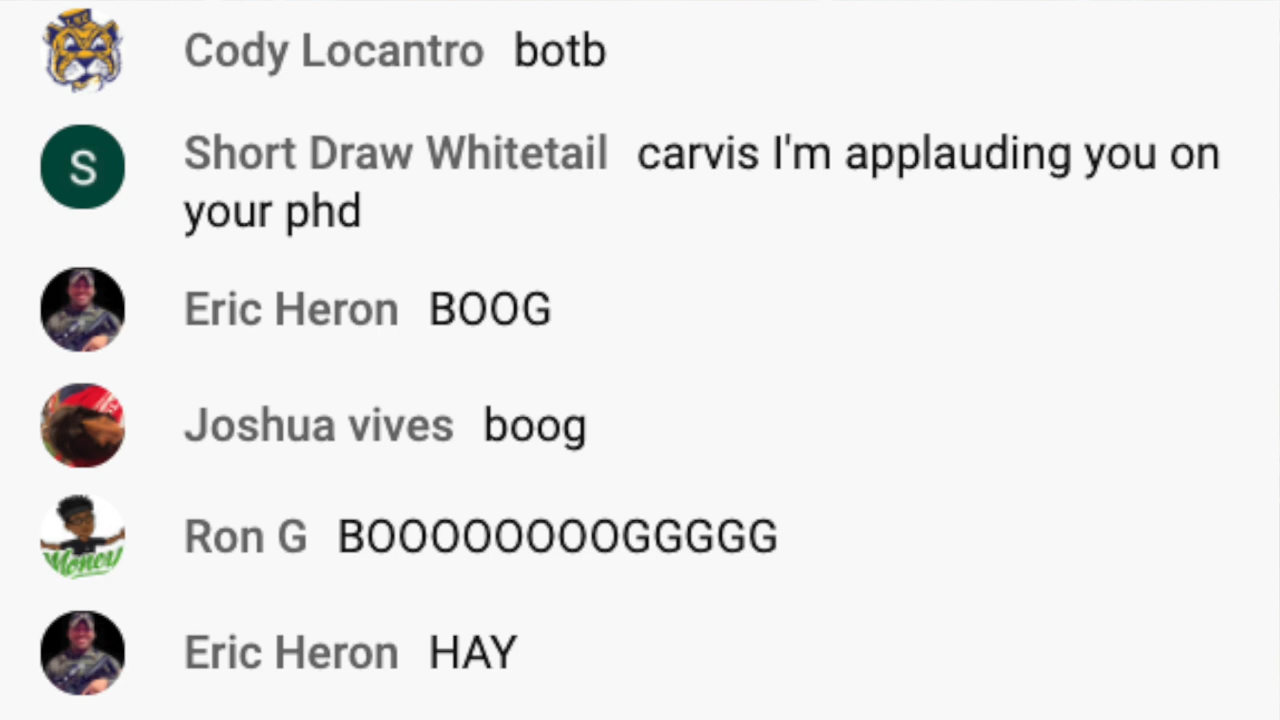 Cody Locantro botb
S Short Draw Whitetail carvis I'm applauding you on
your phd
Eric Heron BOOG
Joshua vives boog
Ron G BOOOOOOOOGGGGG
Money
Eric Heron HAY